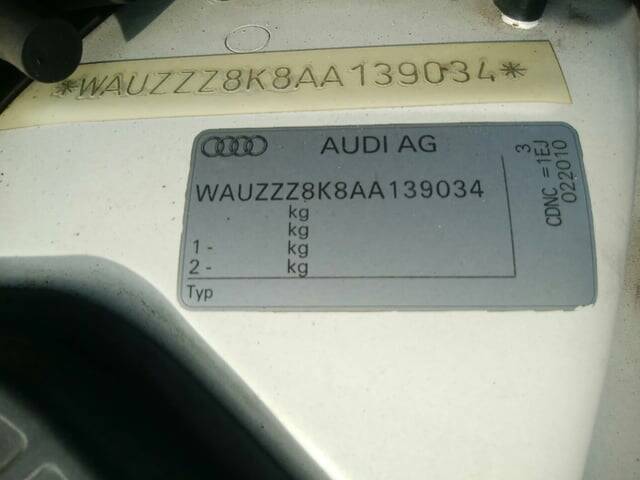 *WAUZZZ8K8AA139034*
AUDI AG
WAUZZZ8K8AA139034
kg
kg
1 - kg
2 - kg
Typ
3
CDNC = 1EJ
022010